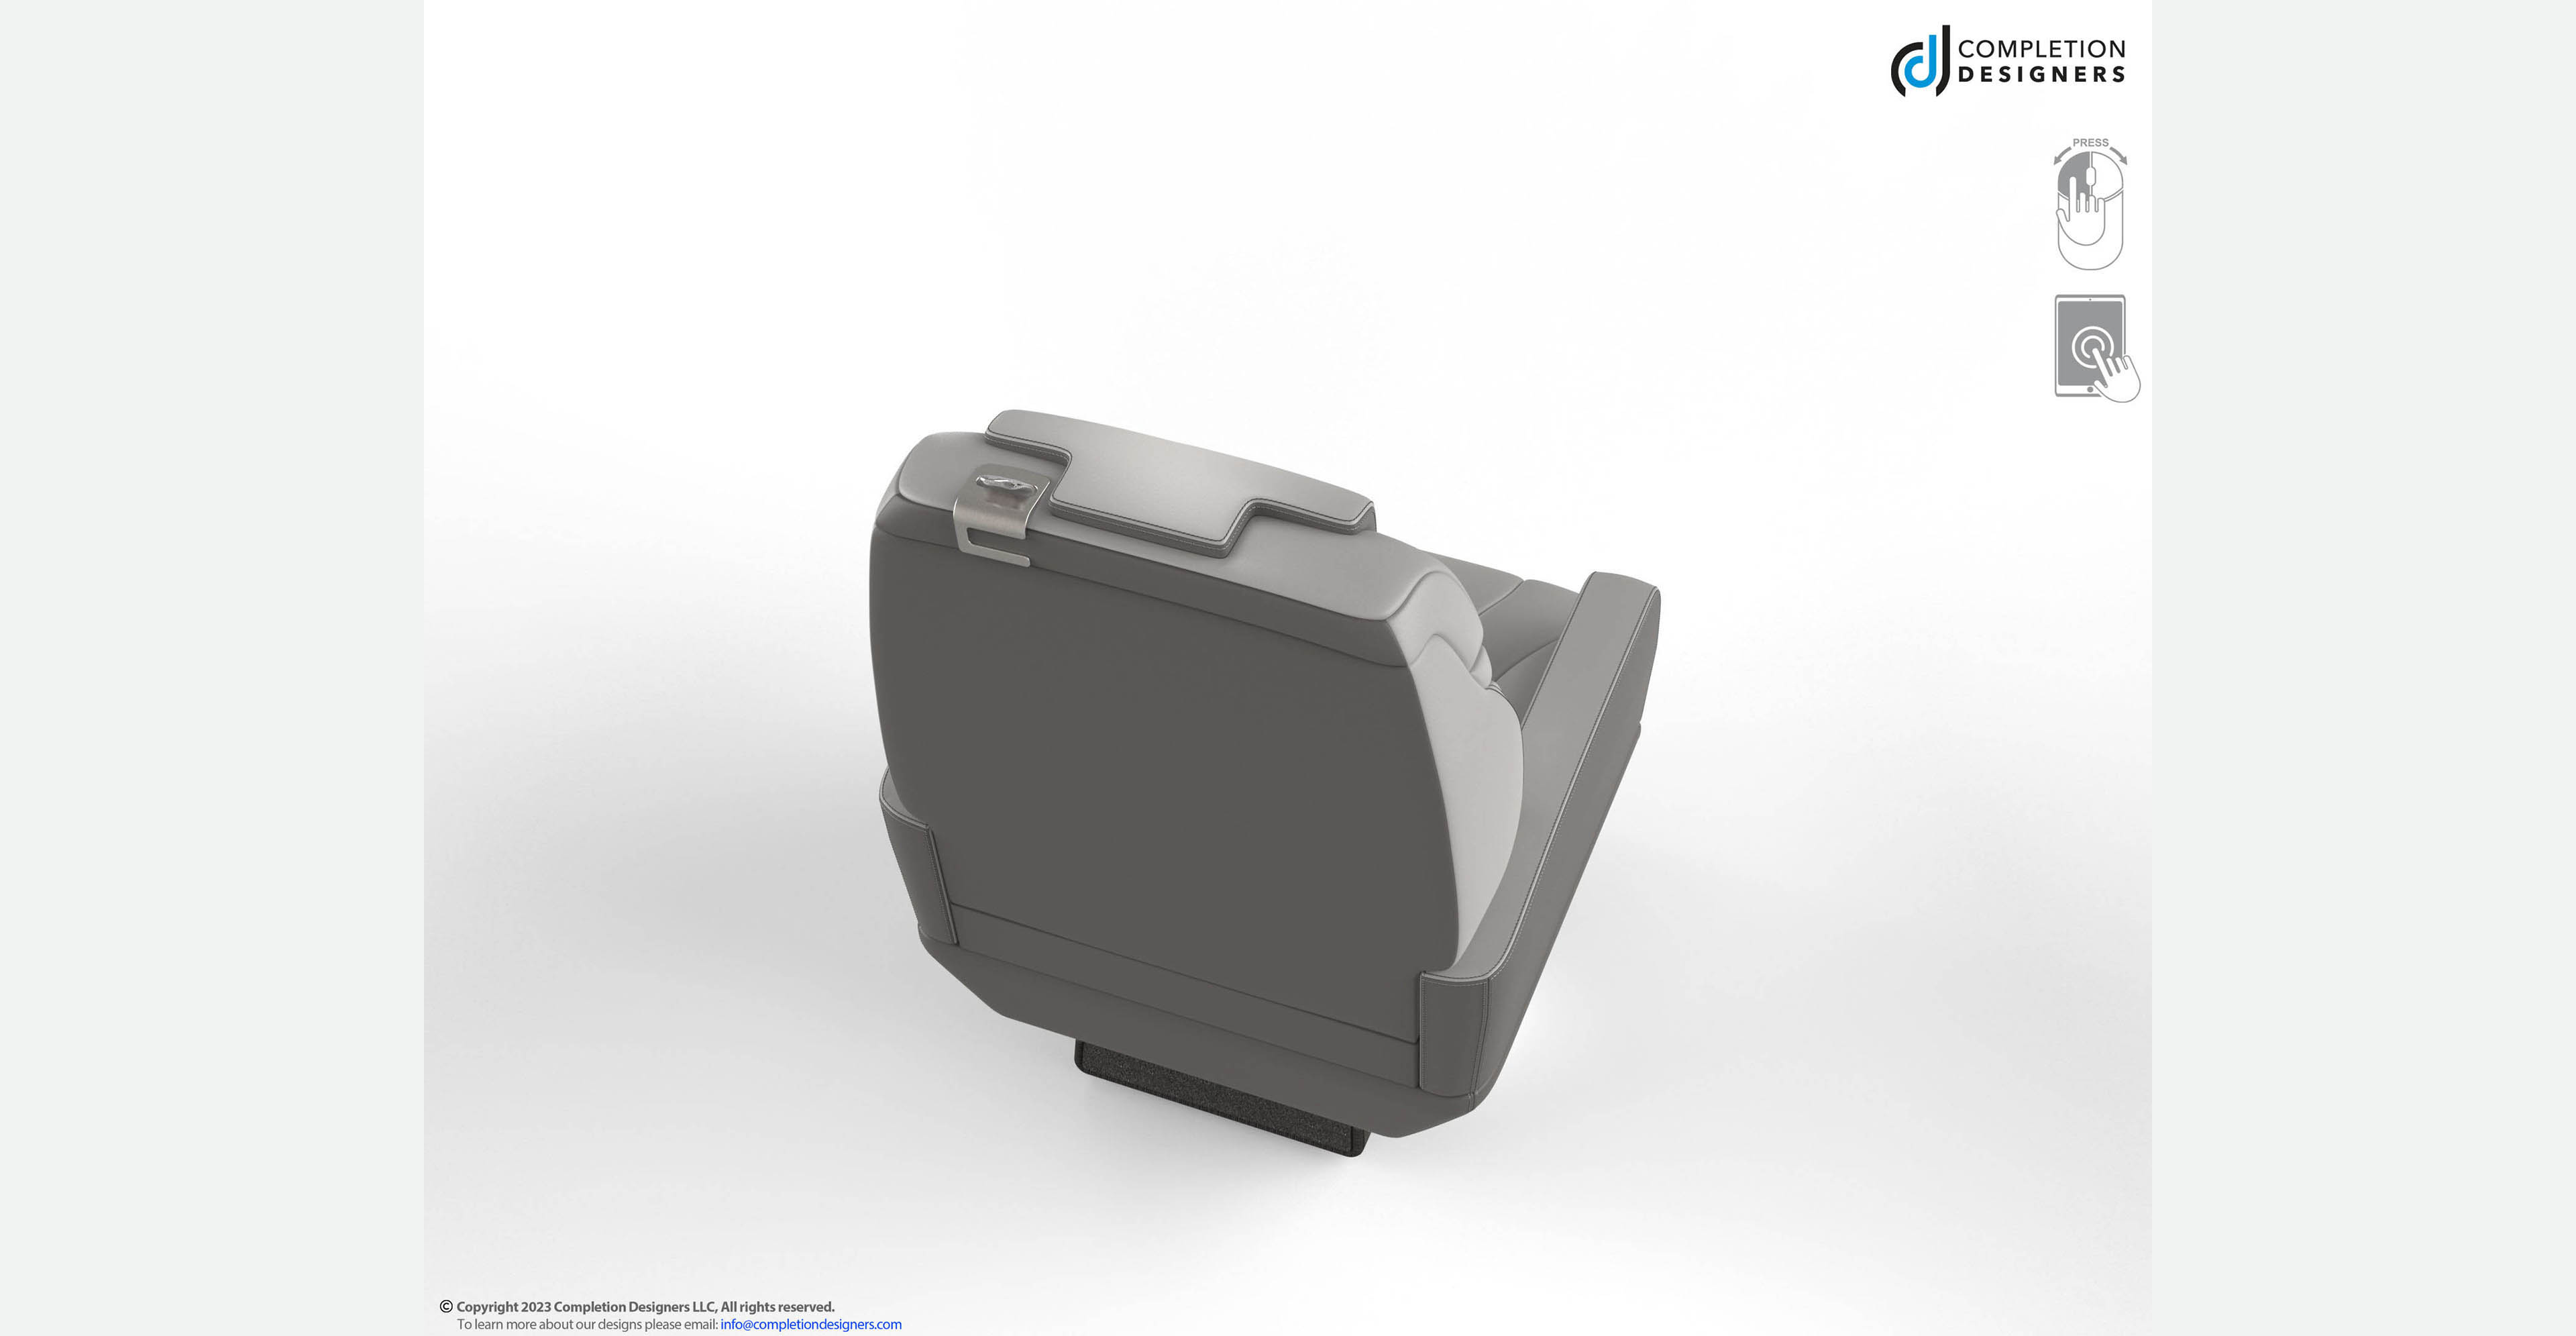 COMPLETION
DESIGNERS
PRESS
© Copyright 2023 Completion Designers LLC, All rights reserved.
To learn more about our designs please email: info@completiondesigners.com